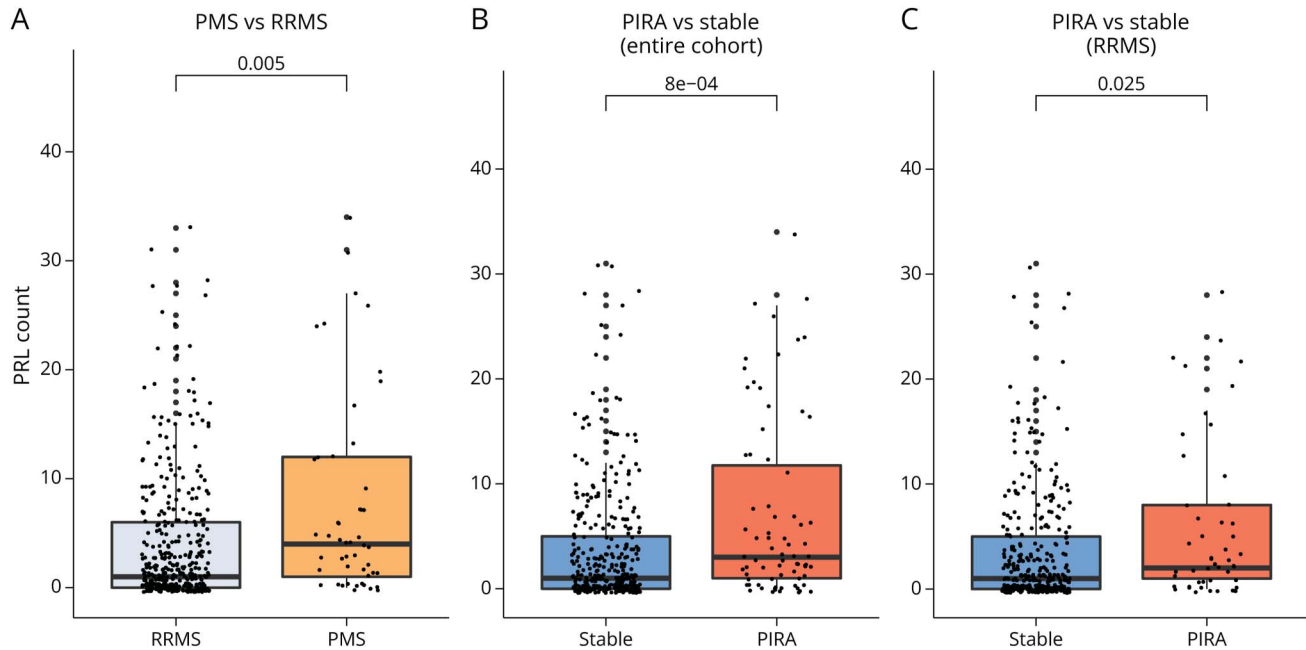 A
PMS vs RRMS
0.005
PRL count
40
30
20
10
0
RRMS
PMS
B
PIRA vs stable
(entire cohort)
8e−04
40
30
20
10
0
Stable
PIRA
C
PIRA vs stable
(RRMS)
0.025
40
30
20
10
0
Stable
PIRA